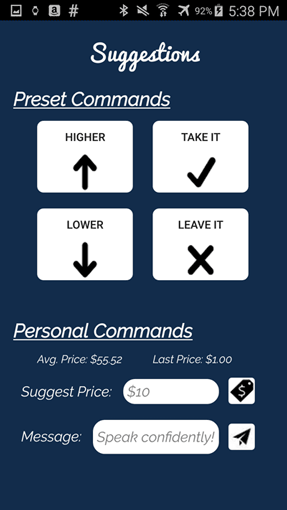 92% 5:38 PM
Suggestions
Preset Commands
HIGHER TAKE IT
LOWER LEAVE IT
Personal Commands
Avg. Price: $55.52 Last Price: $1.00
Suggest Price: $10
Message: Speak confidently!